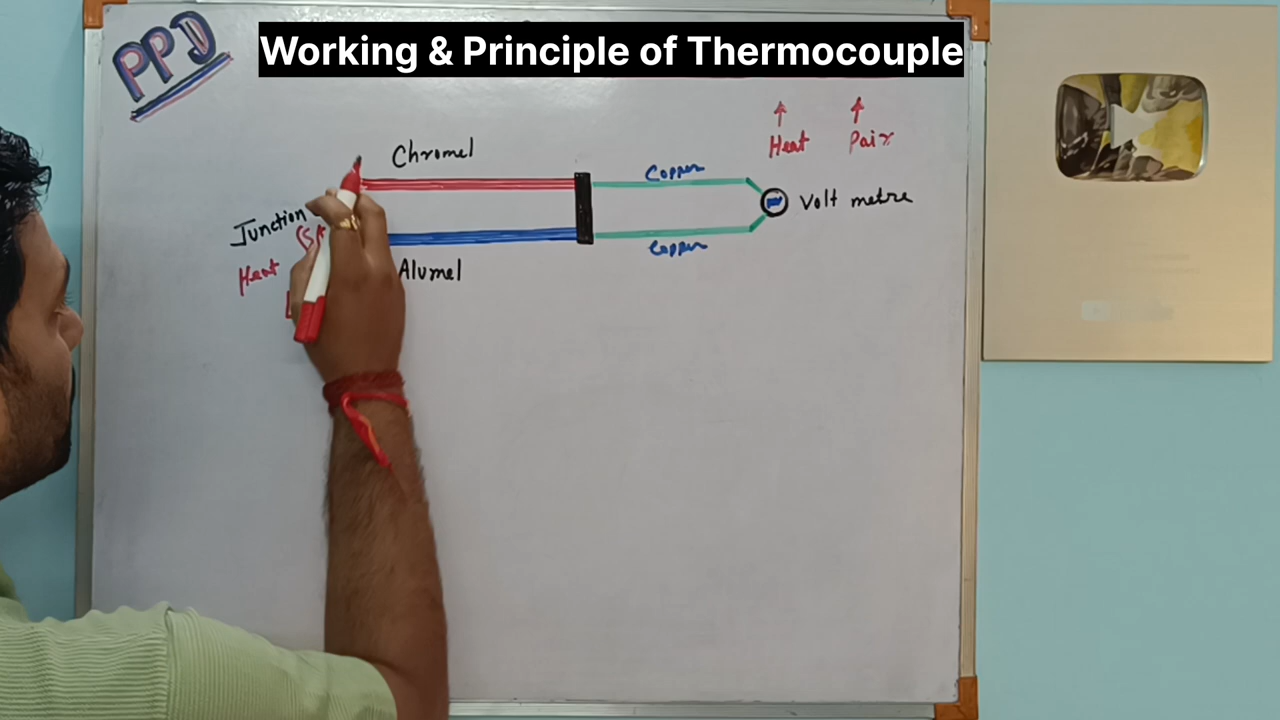 PPD
Working & Principle of Thermocouple
Heat Pair
Chromel
Copper
Volt metre
Junction
Heat
Copper
Alumel